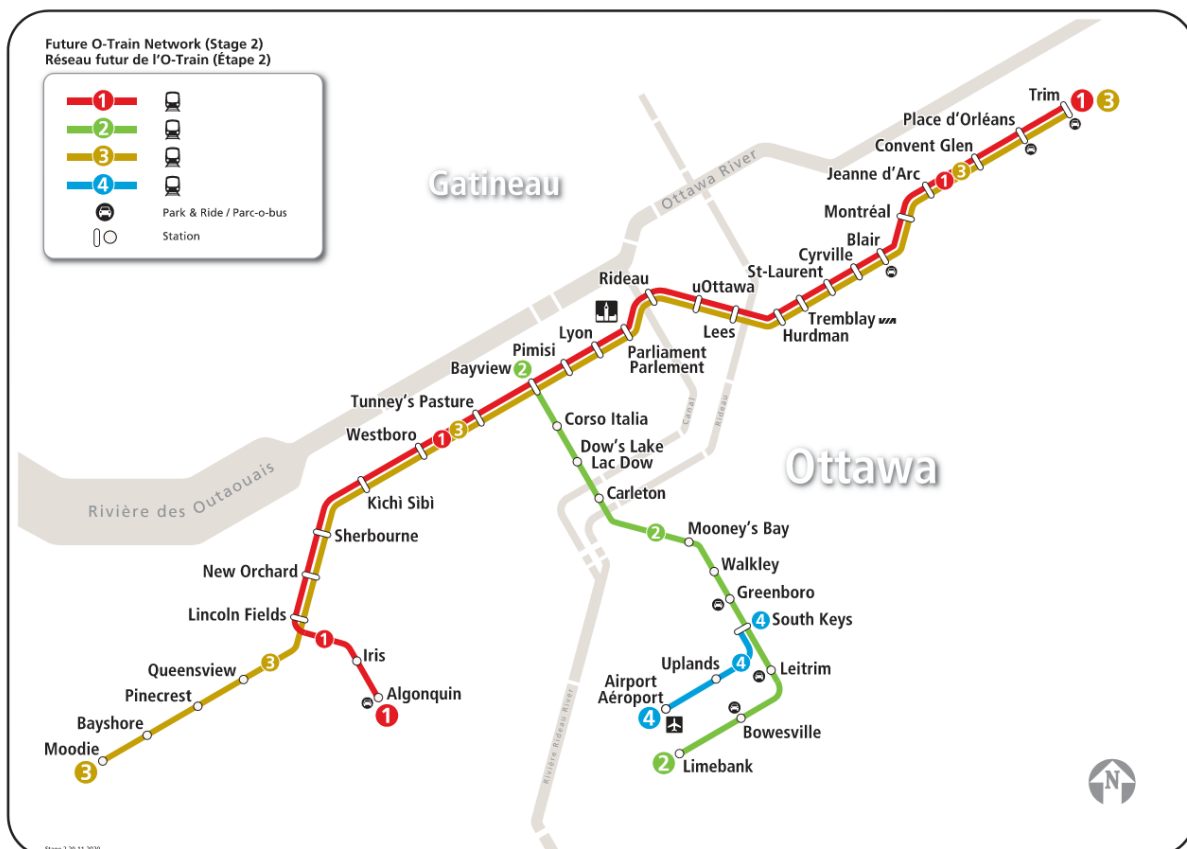 Future O-Train Network (Stage 2)
Réseau futur de l'O-Train (Étape 2)
1
2
3
4
Park & Ride / Parc-o-bus
Station
Gatineau
Ottawa River
Trim
1 3
Place d'Orléans
Convent Glen
Jeanne d'Arc
1 3
Montréal
Blair
Cyrville
St-Laurent
Tremblay VIA
Hurdman
uOttawa
Lees
Rideau
Lyon
Parliament
Parlement
Pimisi
Bayview 2
Tunney's Pasture
Westboro
1 3
Kìchì Sìbì
Sherbourne
New Orchard
Lincoln Fields
1
Iris
Algonquin
1
3
Queensview
Pinecrest
Bayshore
Moodie
3
Rivière des Outaouais
Corso Italia
Dow's Lake
Lac Dow
Carleton
Canal
Rideau
Ottawa
2
Mooney's Bay
Walkley
Greenboro
4 South Keys
4
Uplands
Airport
Aéroport
4
Leitrim
Bowesville
Limebank
2
Rivière Rideau River
N
Stage 2 20-11-2020